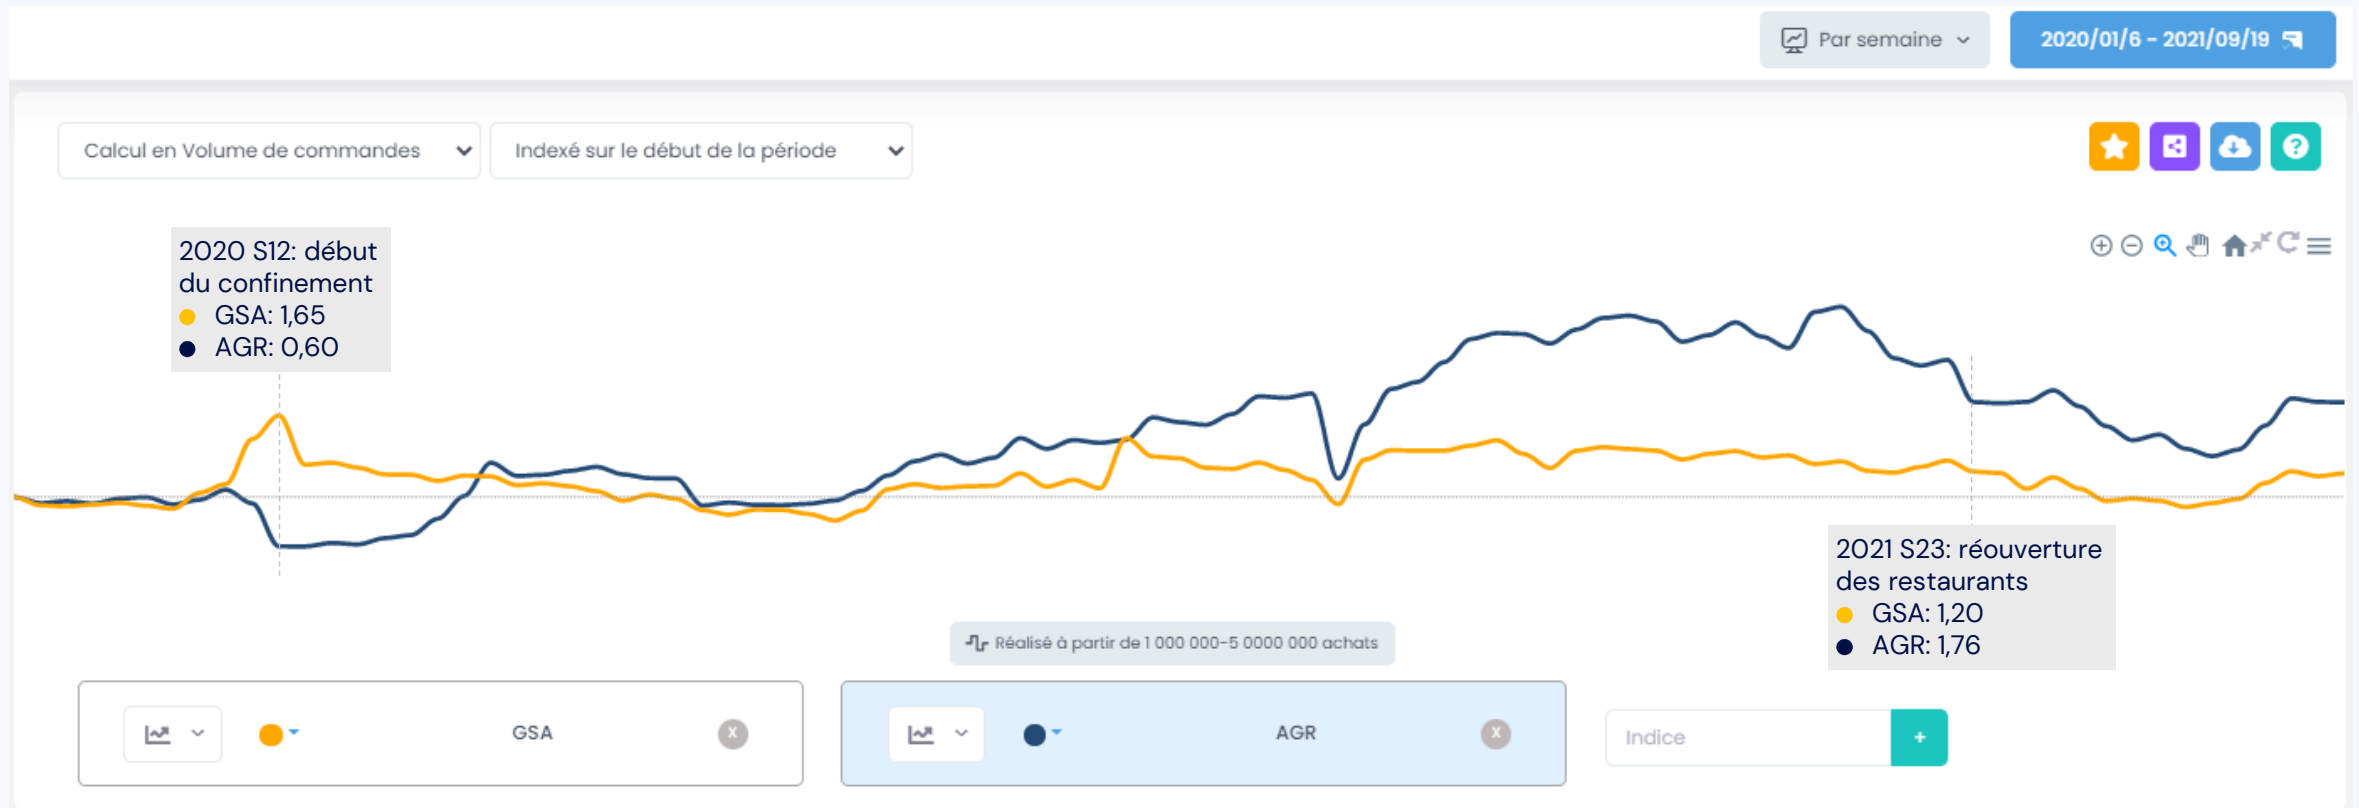 Par semaine
2020/01/6 - 2021/09/19
Calcul en Volume de commandes
Indexé sur le début de la période
2020 S12: début
du confinement
GSA: 1,65
AGR: 0,60
2021 S23: réouverture
des restaurants
GSA: 1,20
AGR: 1,76
Réalisé à partir de 1 000 000-5 0000 000 achats
GSA
X
AGR
X
Indice
+